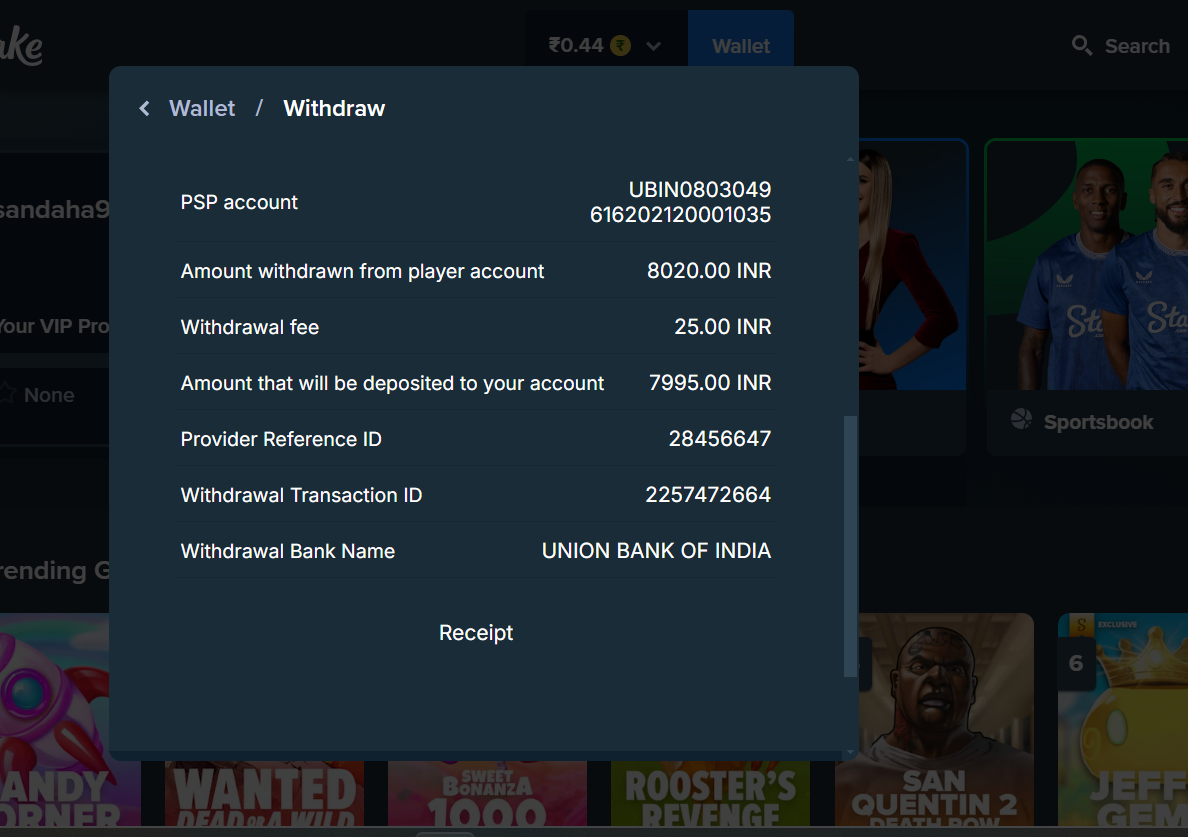 ake
₹0.44 ₹
Wallet
Search
Wallet / Withdraw
sandaha9
PSP account
UBIN0803049
616202120001035
Amount withdrawn from player account 8020.00 INR
Withdrawal fee 25.00 INR
Your VIP Pro
Amount that will be deposited to your account 7995.00 INR
None
Provider Reference ID 28456647
Sportsbook
Withdrawal Transaction ID 2257472664
Withdrawal Bank Name UNION BANK OF INDIA
rending G
Receipt
S EXCLUSIVE
6
ANDY
ORNER
WANTED
DEAD OR A WILD
SWEET
BONANZA
1000
ROOSTER'S
REVENGE
SAN
QUENTIN 2
DEATH ROW
JEFF
GEM